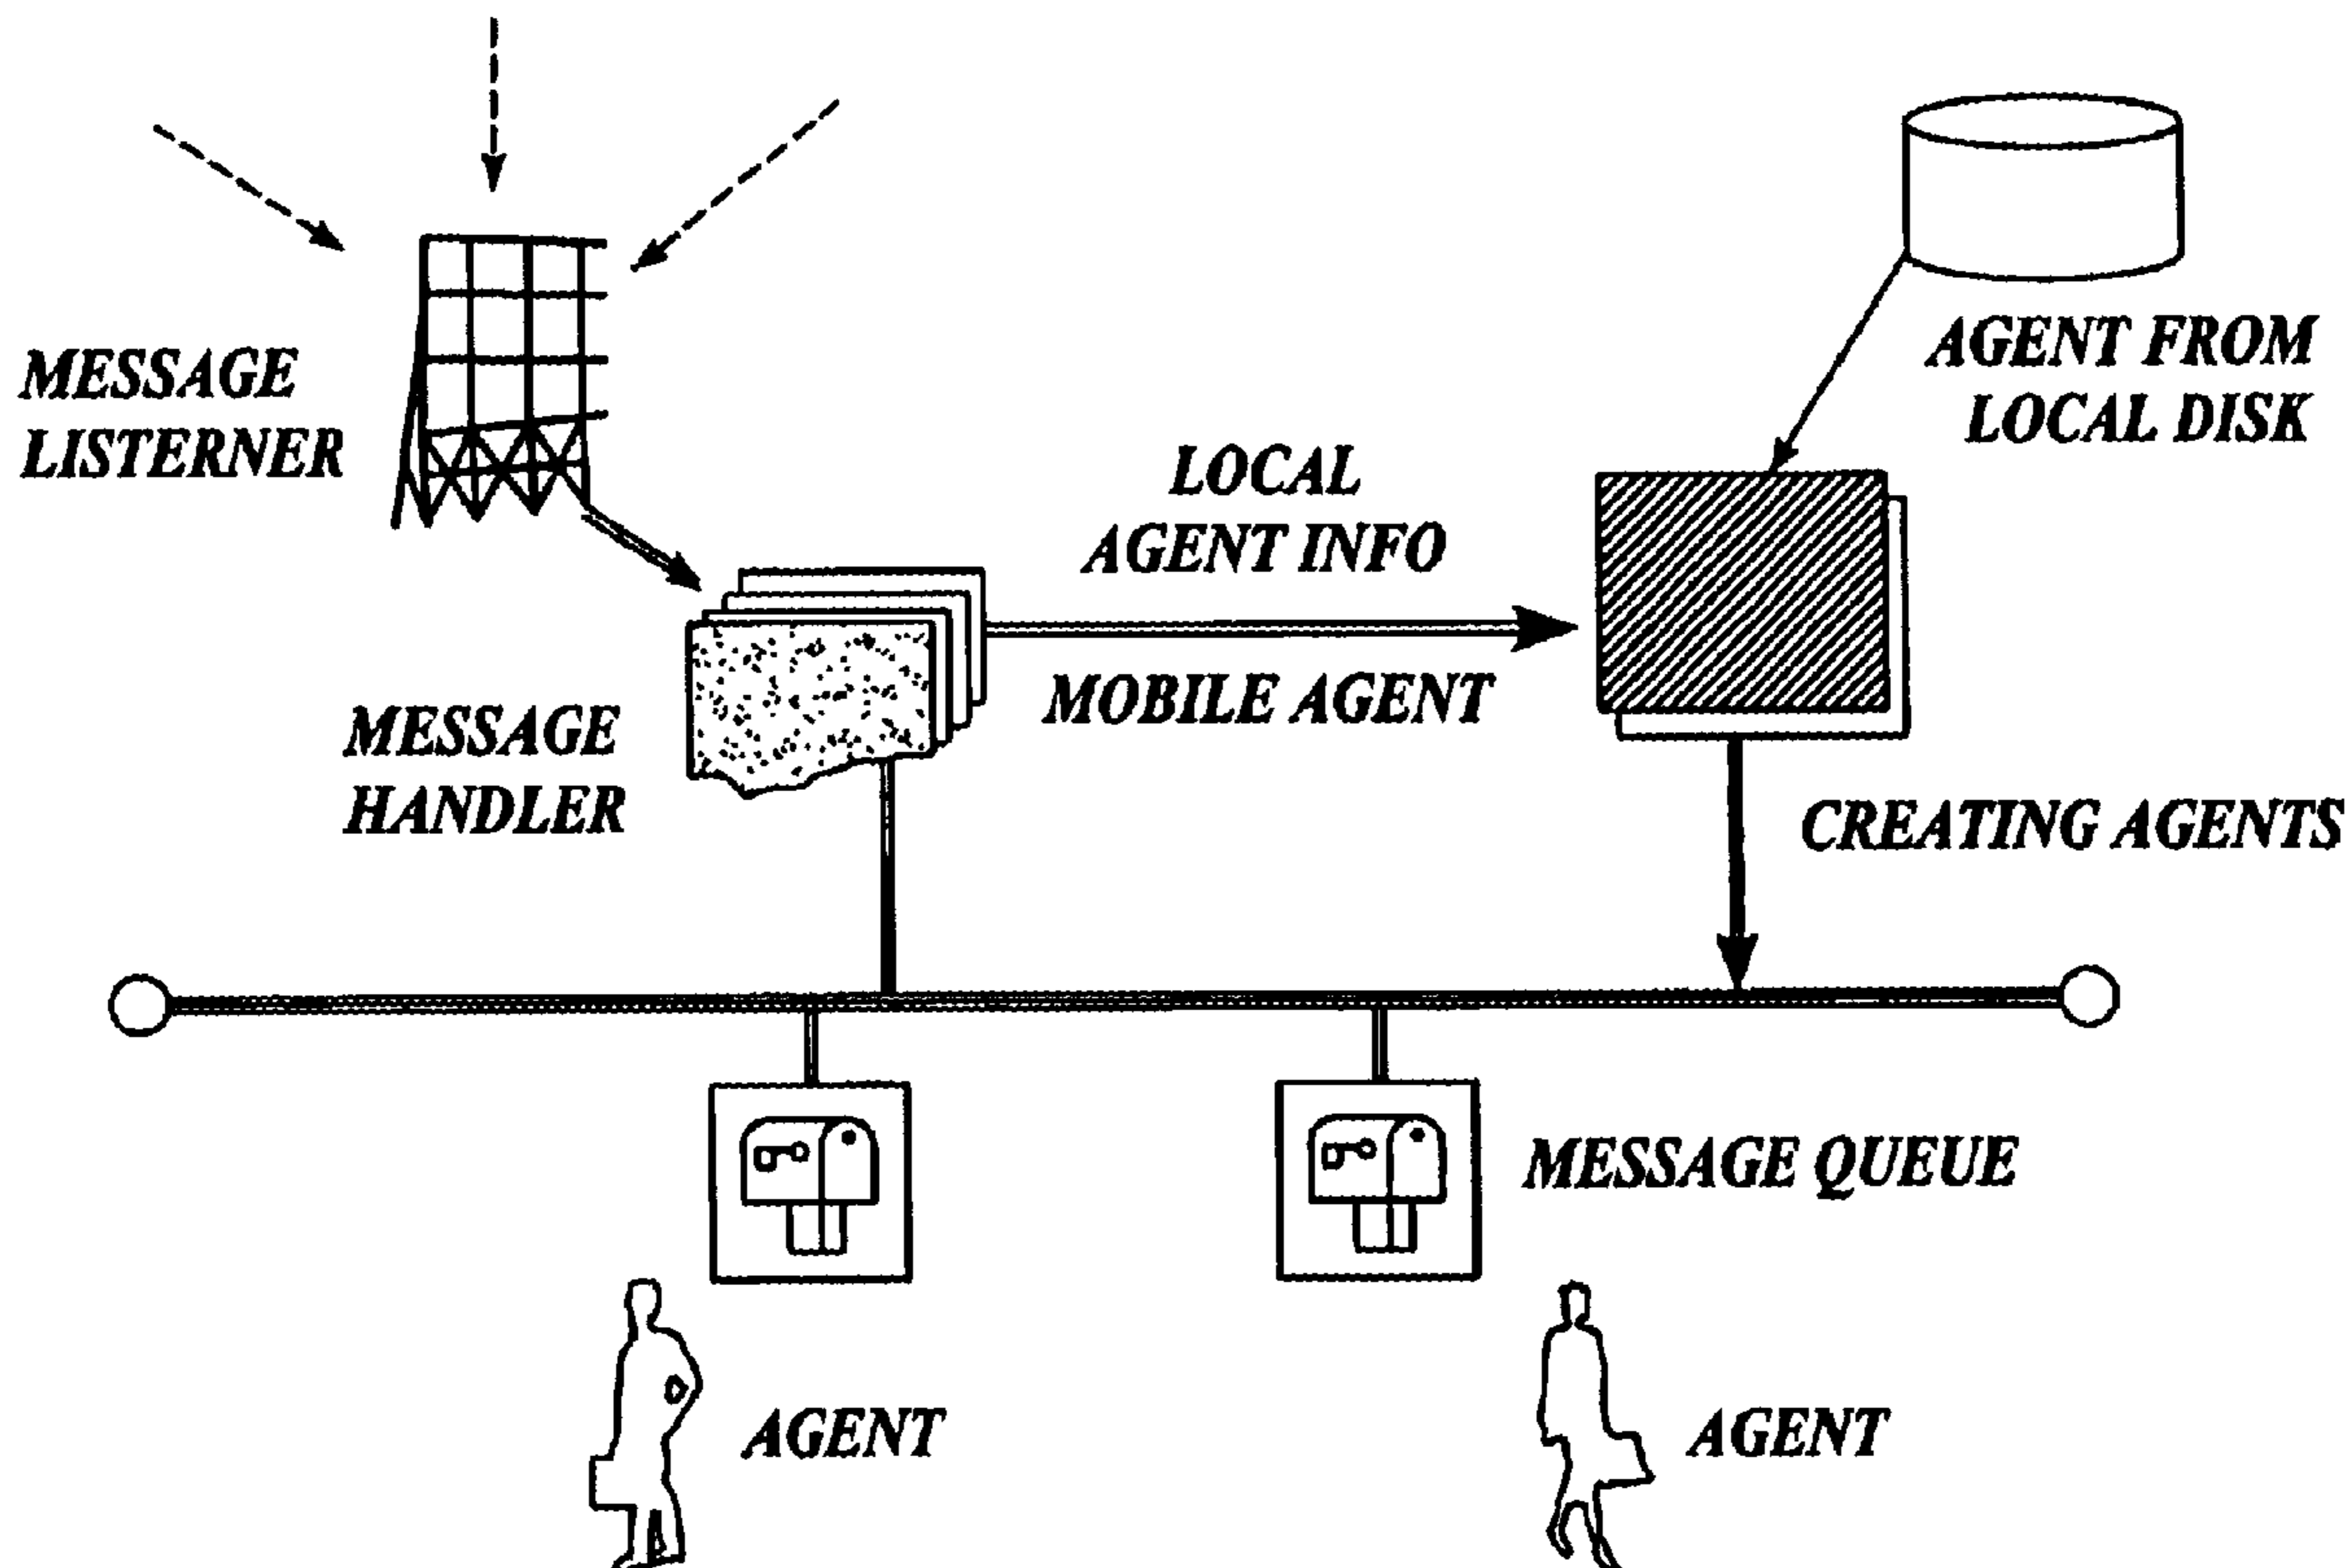 MESSAGE
LISTERNER
AGENT FROM
LOCAL DISK
LOCAL
AGENT INFO
MOBILE AGENT
MESSAGE
HANDLER
CREATING AGENTS
MESSAGE QUEUE
AGENT
AGENT